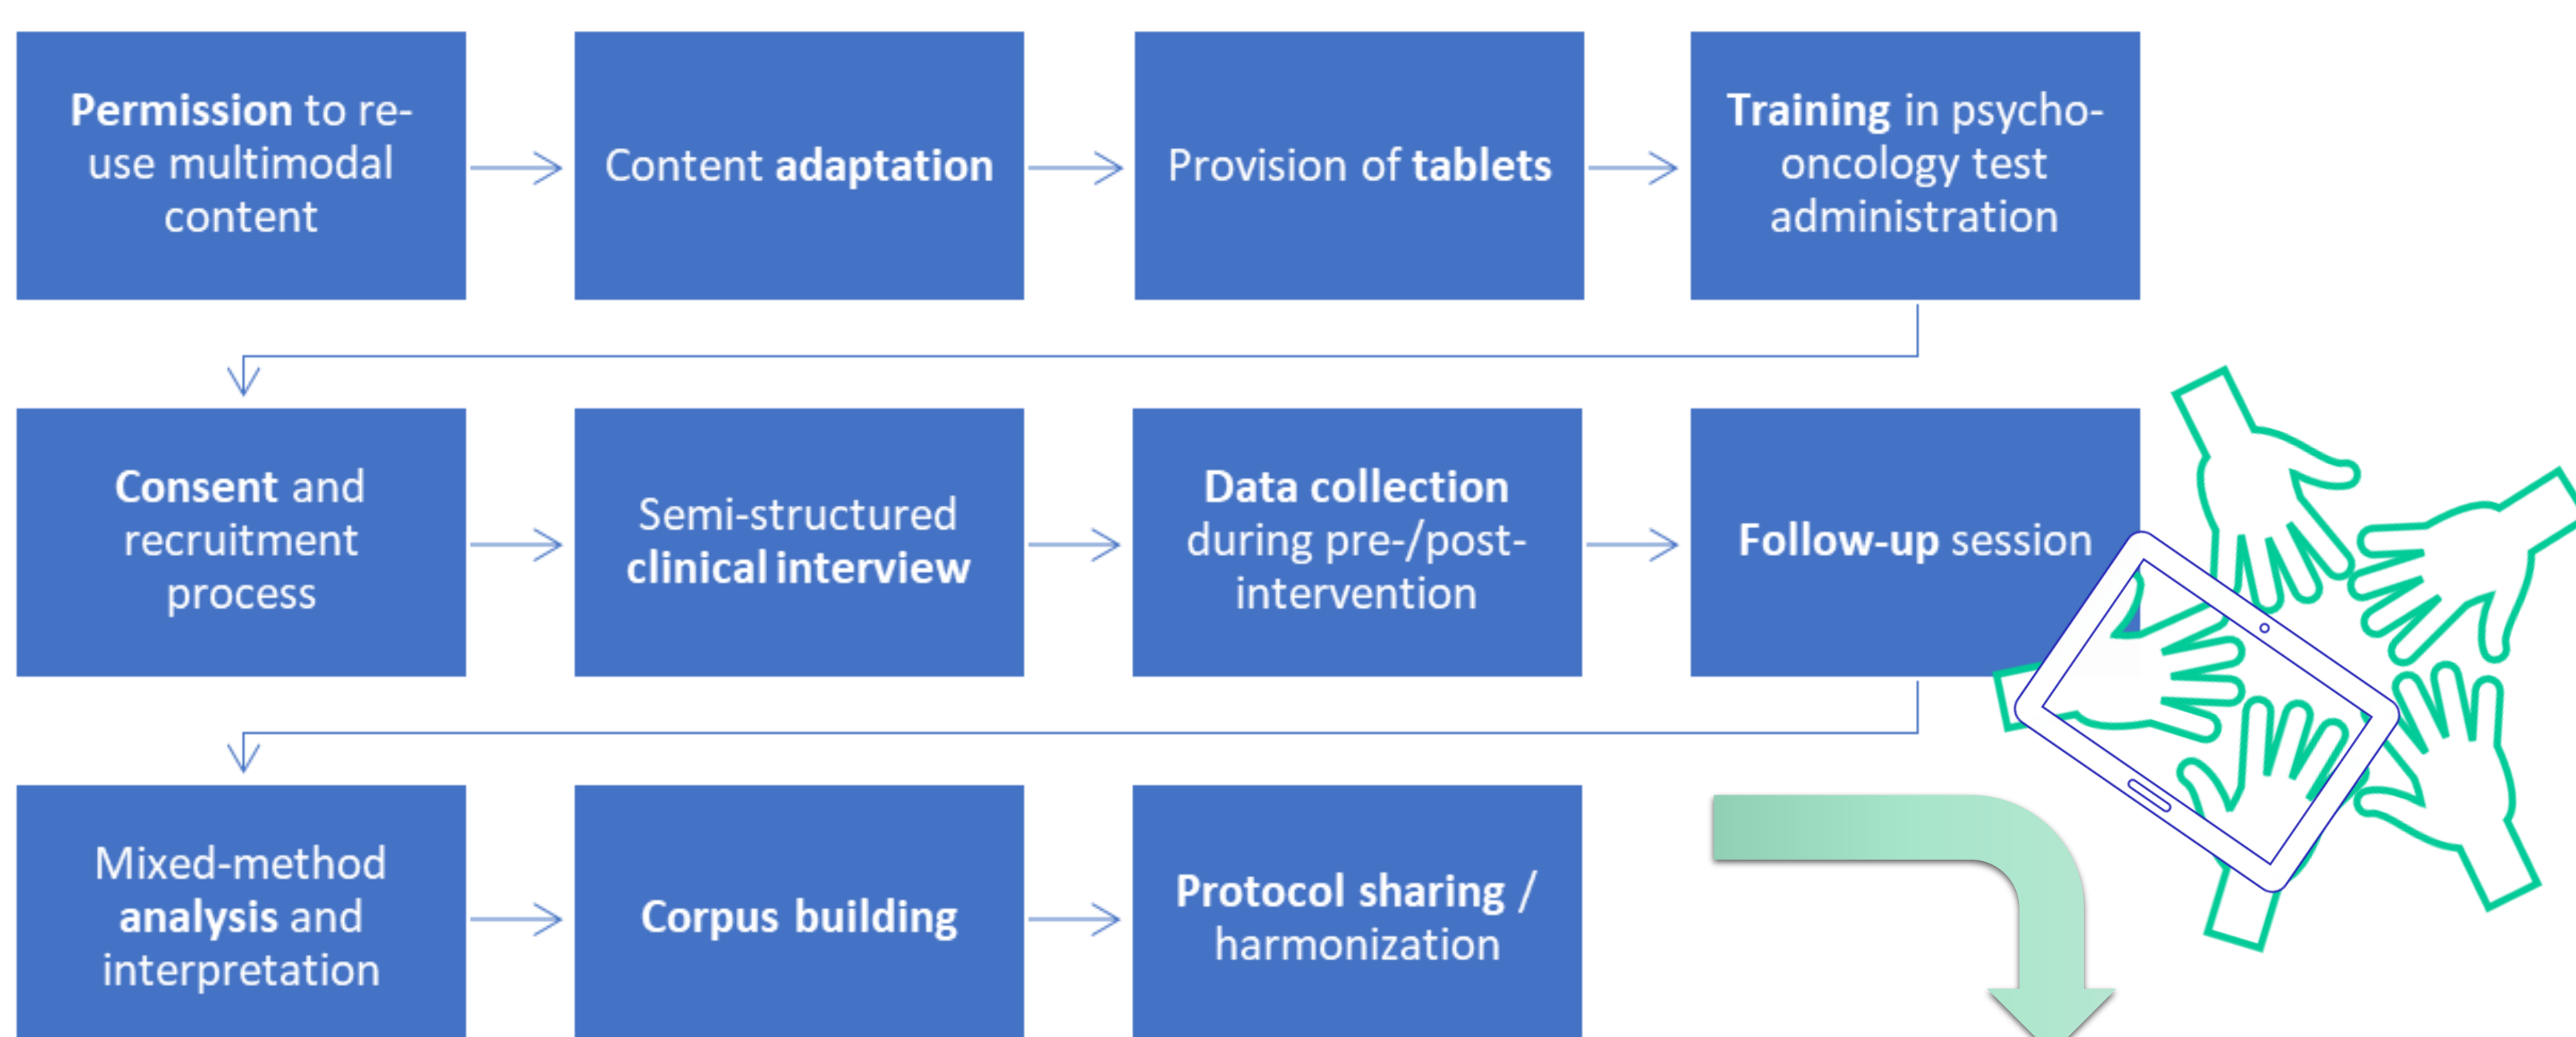 Permission to re-
use multimodal
content
Content adaptation
Provision of tablets
Training in psycho-
oncology test
administration
Consent and
recruitment
process
Semi-structured
clinical interview
Data collection
during pre-/post-
intervention
Follow-up session
Mixed-method
analysis and
interpretation
Corpus building
Protocol sharing /
harmonization